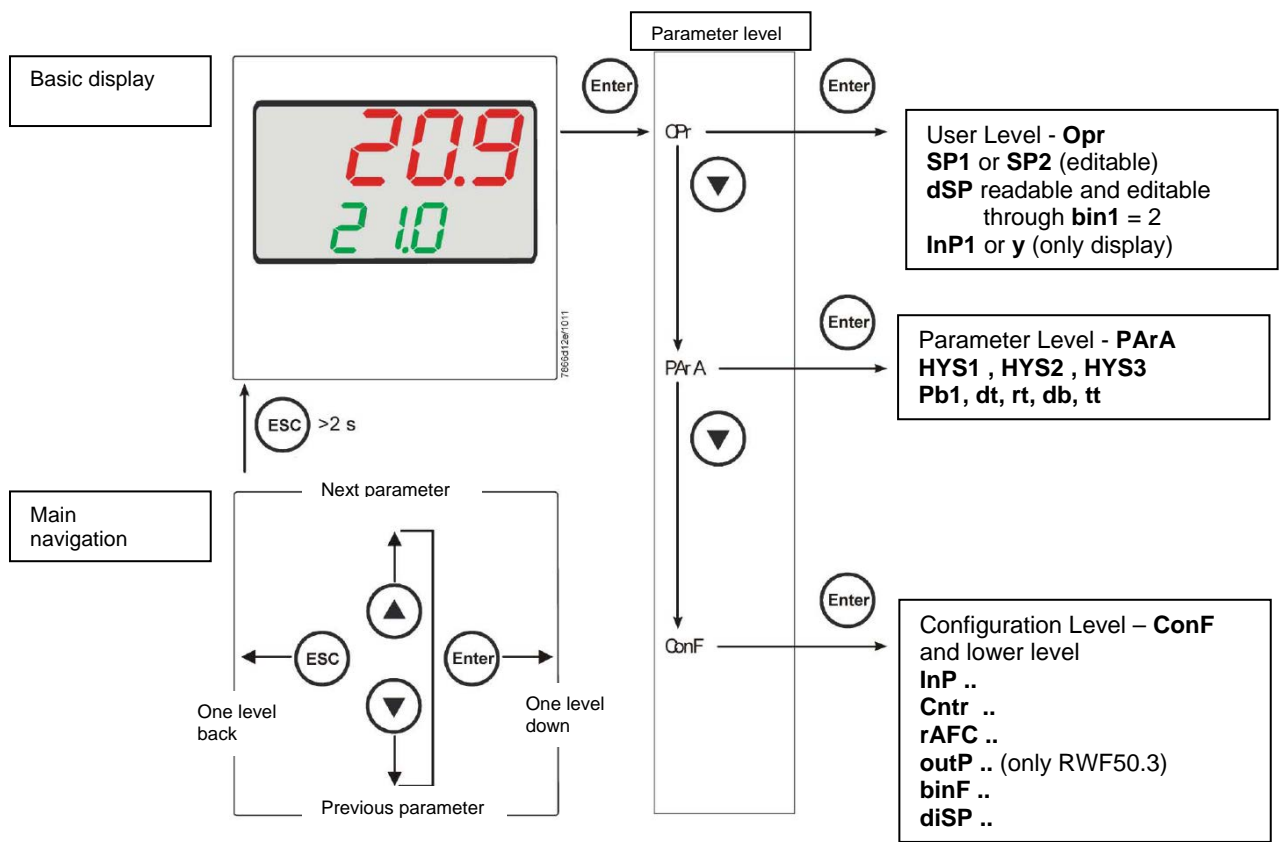 Parameter level
Basic display
20.9
21.0
7866d12e/1011
Enter
OPr
Enter
User Level - Opr
SP1 or SP2 (editable)
dSP readable and editable
through bin1 = 2
InP1 or y (only display)
PArA
Enter
Parameter Level - PArA
HYS1 , HYS2 , HYS3
Pb1, dt, rt, db, tt
ESC >2 s
Main
navigation
Next parameter
ESC
Enter
One level
back
One level
down
Previous parameter
ConF
Enter
Configuration Level – ConF
and lower level
InP ..
Cntr ..
rAFC ..
outP .. (only RWF50.3)
binF ..
diSP ..